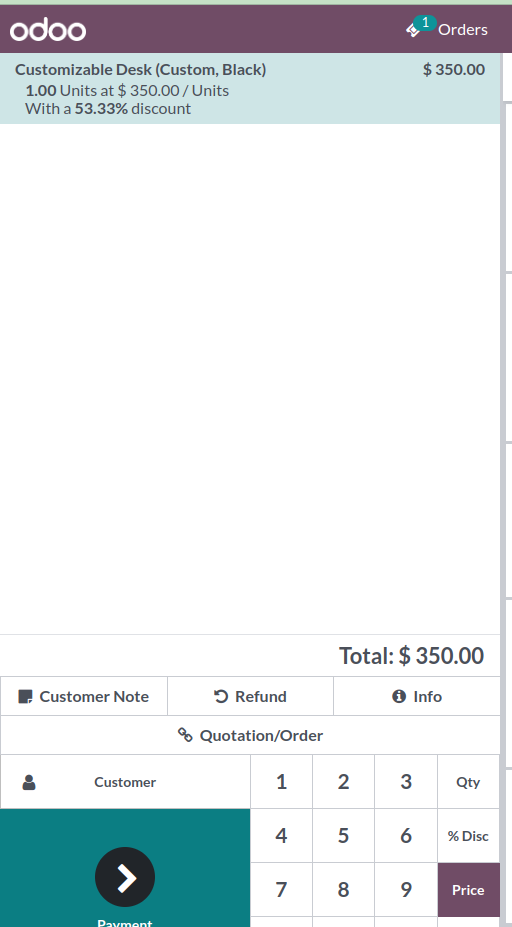 odoo
1
Orders
Customizable Desk (Custom, Black) $ 350.00
1.00 Units at $ 350.00 / Units
With a 53.33% discount
Total: $ 350.00
Customer Note Refund Info
Quotation/Order
Customer 1 2 3 Qty
4 5 6 % Disc
7 8 9 Price
Payment